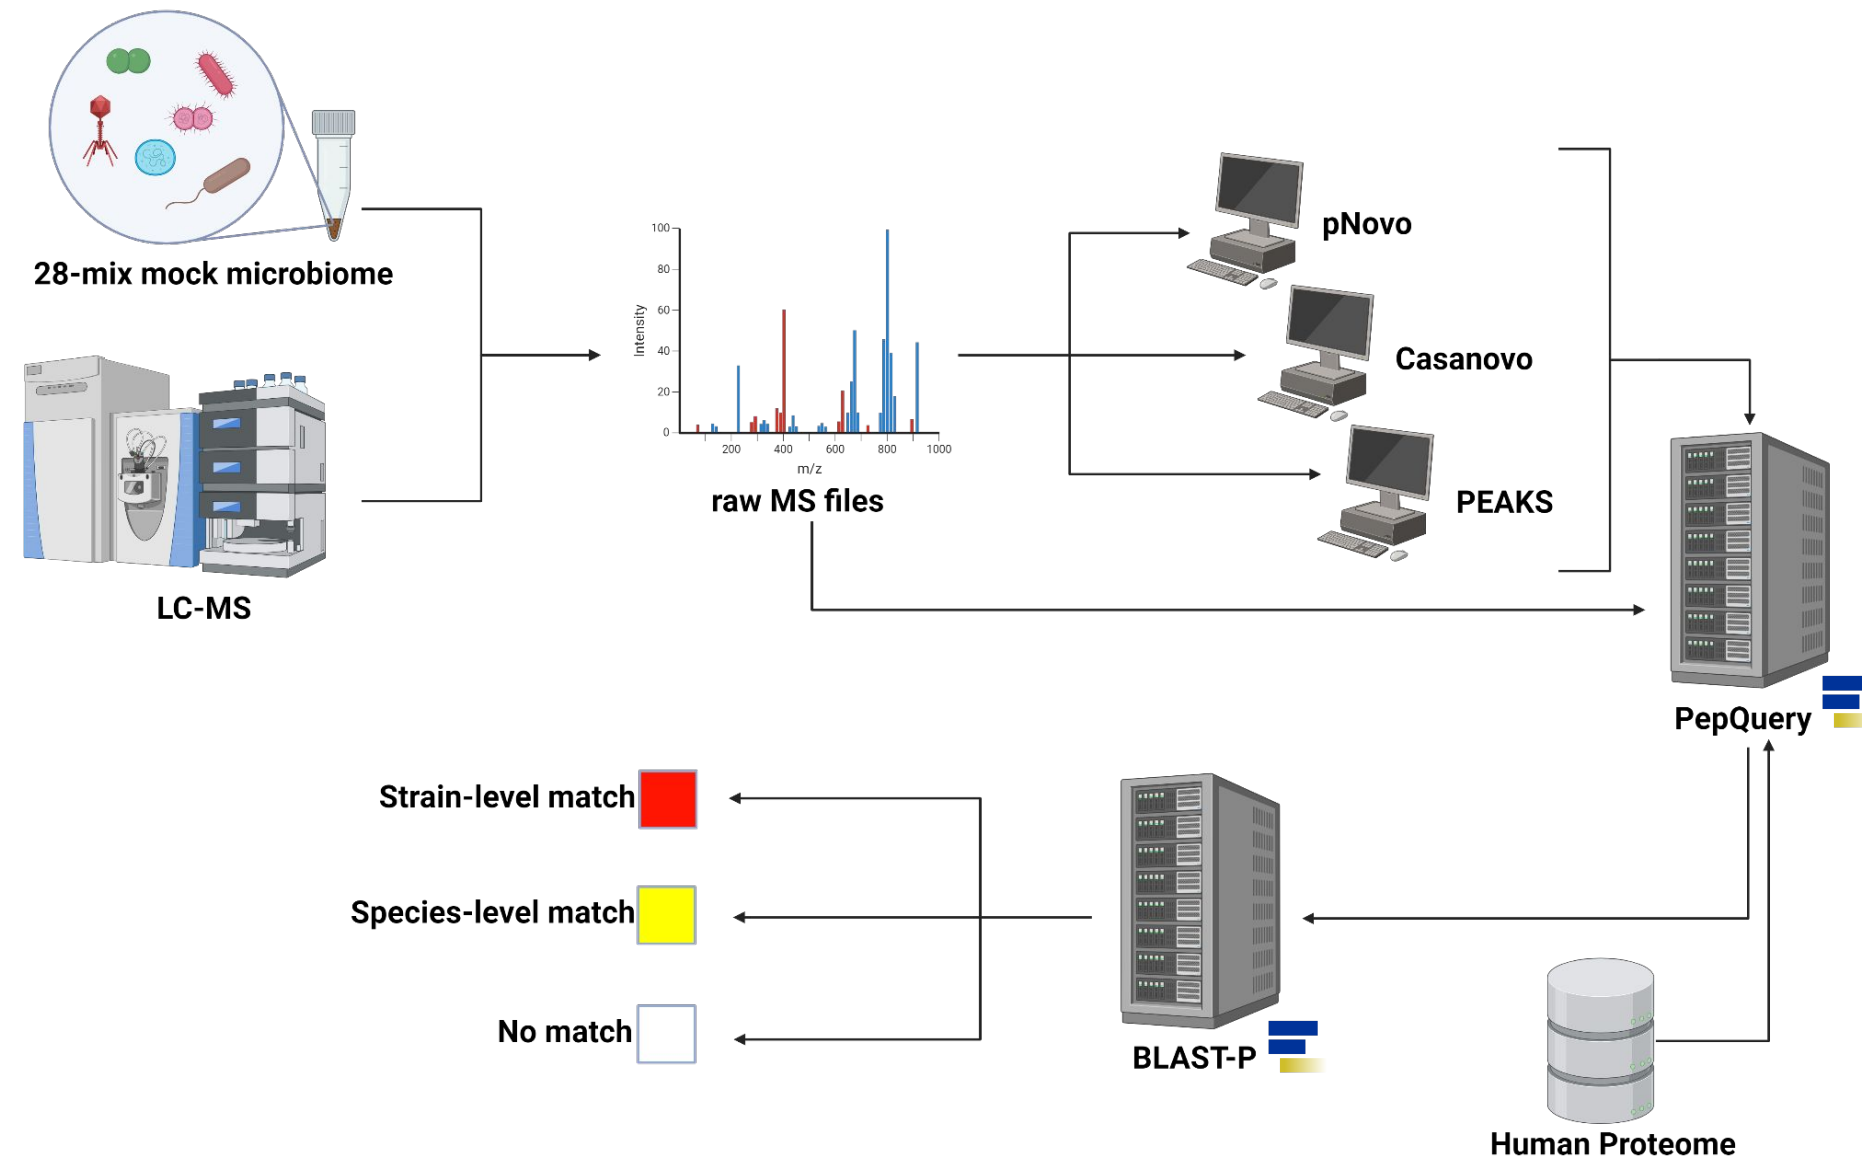 28-mix mock microbiome
LC-MS
100
80
60
40
20
0
Intensity
200
400
600
800
1000
m/z
raw MS files
pNovo
Casanovo
PEAKS
PepQuery
Strain-level match
Species-level match
No match
BLAST-P
Human Proteome